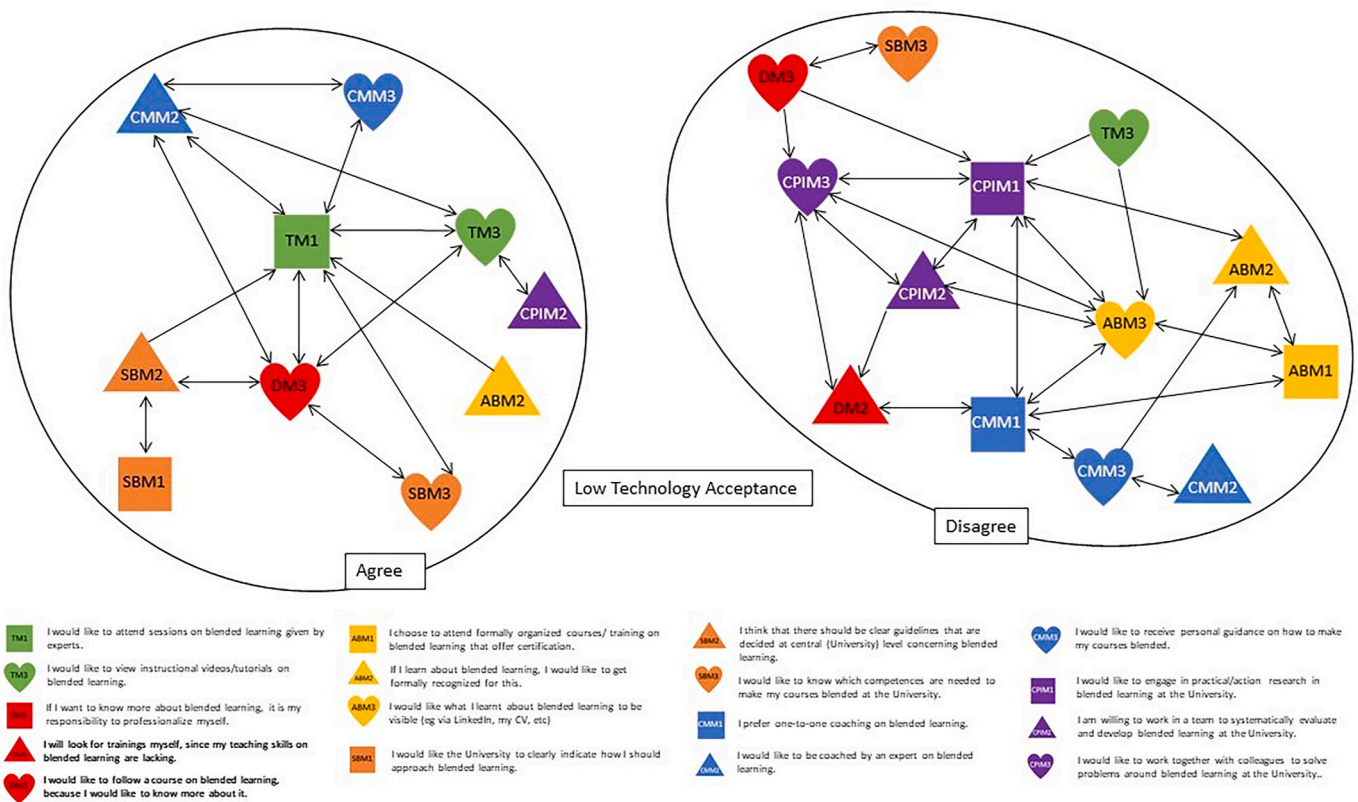 CMM2
CMM3
TM1
TM3
CPIM2
SBM2
DM3
ABM2
SBM1
SBM3
Agree
Low Technology Acceptance
SBM3
DM3
TM3
CPIM3
CPIM1
ABM2
CPIM2
ABM3
ABM1
DM2
CMM1
CMM3
CMM2
Disagree
TM1
I would like to attend sessions on blended learning given by
experts.
TM3
I would like to view instructional videos/tutorials on
blended learning.
If I want to know more about blended learning, it is my
responsibility to professionalize myself.
I will look for trainings myself, since my teaching skills on
blended learning are lacking.
I would like to follow a course on blended learning,
because I would like to know more about it.
ABM1
I choose to attend formally organized courses/ training on
blended learning that offer certification.
ABM2
If I learn about blended learning, I would like to get
formally recognized for this.
ABM3
I would like what I learnt about blended learning to be
visible (eg via LinkedIn, my CV, etc)
SBM1
I would like the University to clearly indicate how I should
approach blended learning.
SBM2
I think that there should be clear guidelines that are
decided at central (University) level concerning blended
learning.
SBM3
I would like to know which competences are needed to
make my courses blended at the University.
CMM1
I prefer one-to-one coaching on blended learning.
CMM2
I would like to be coached by an expert on blended
learning.
CMM3
I would like to receive personal guidance on how to make
my courses blended.
CPIM1
I would like to engage in practical/action research in
blended learning at the University.
CPIM2
I am willing to work in a team to systematically evaluate
and develop blended learning at the University.
CPIM3
I would like to work together with colleagues to solve
problems around blended learning at the University..